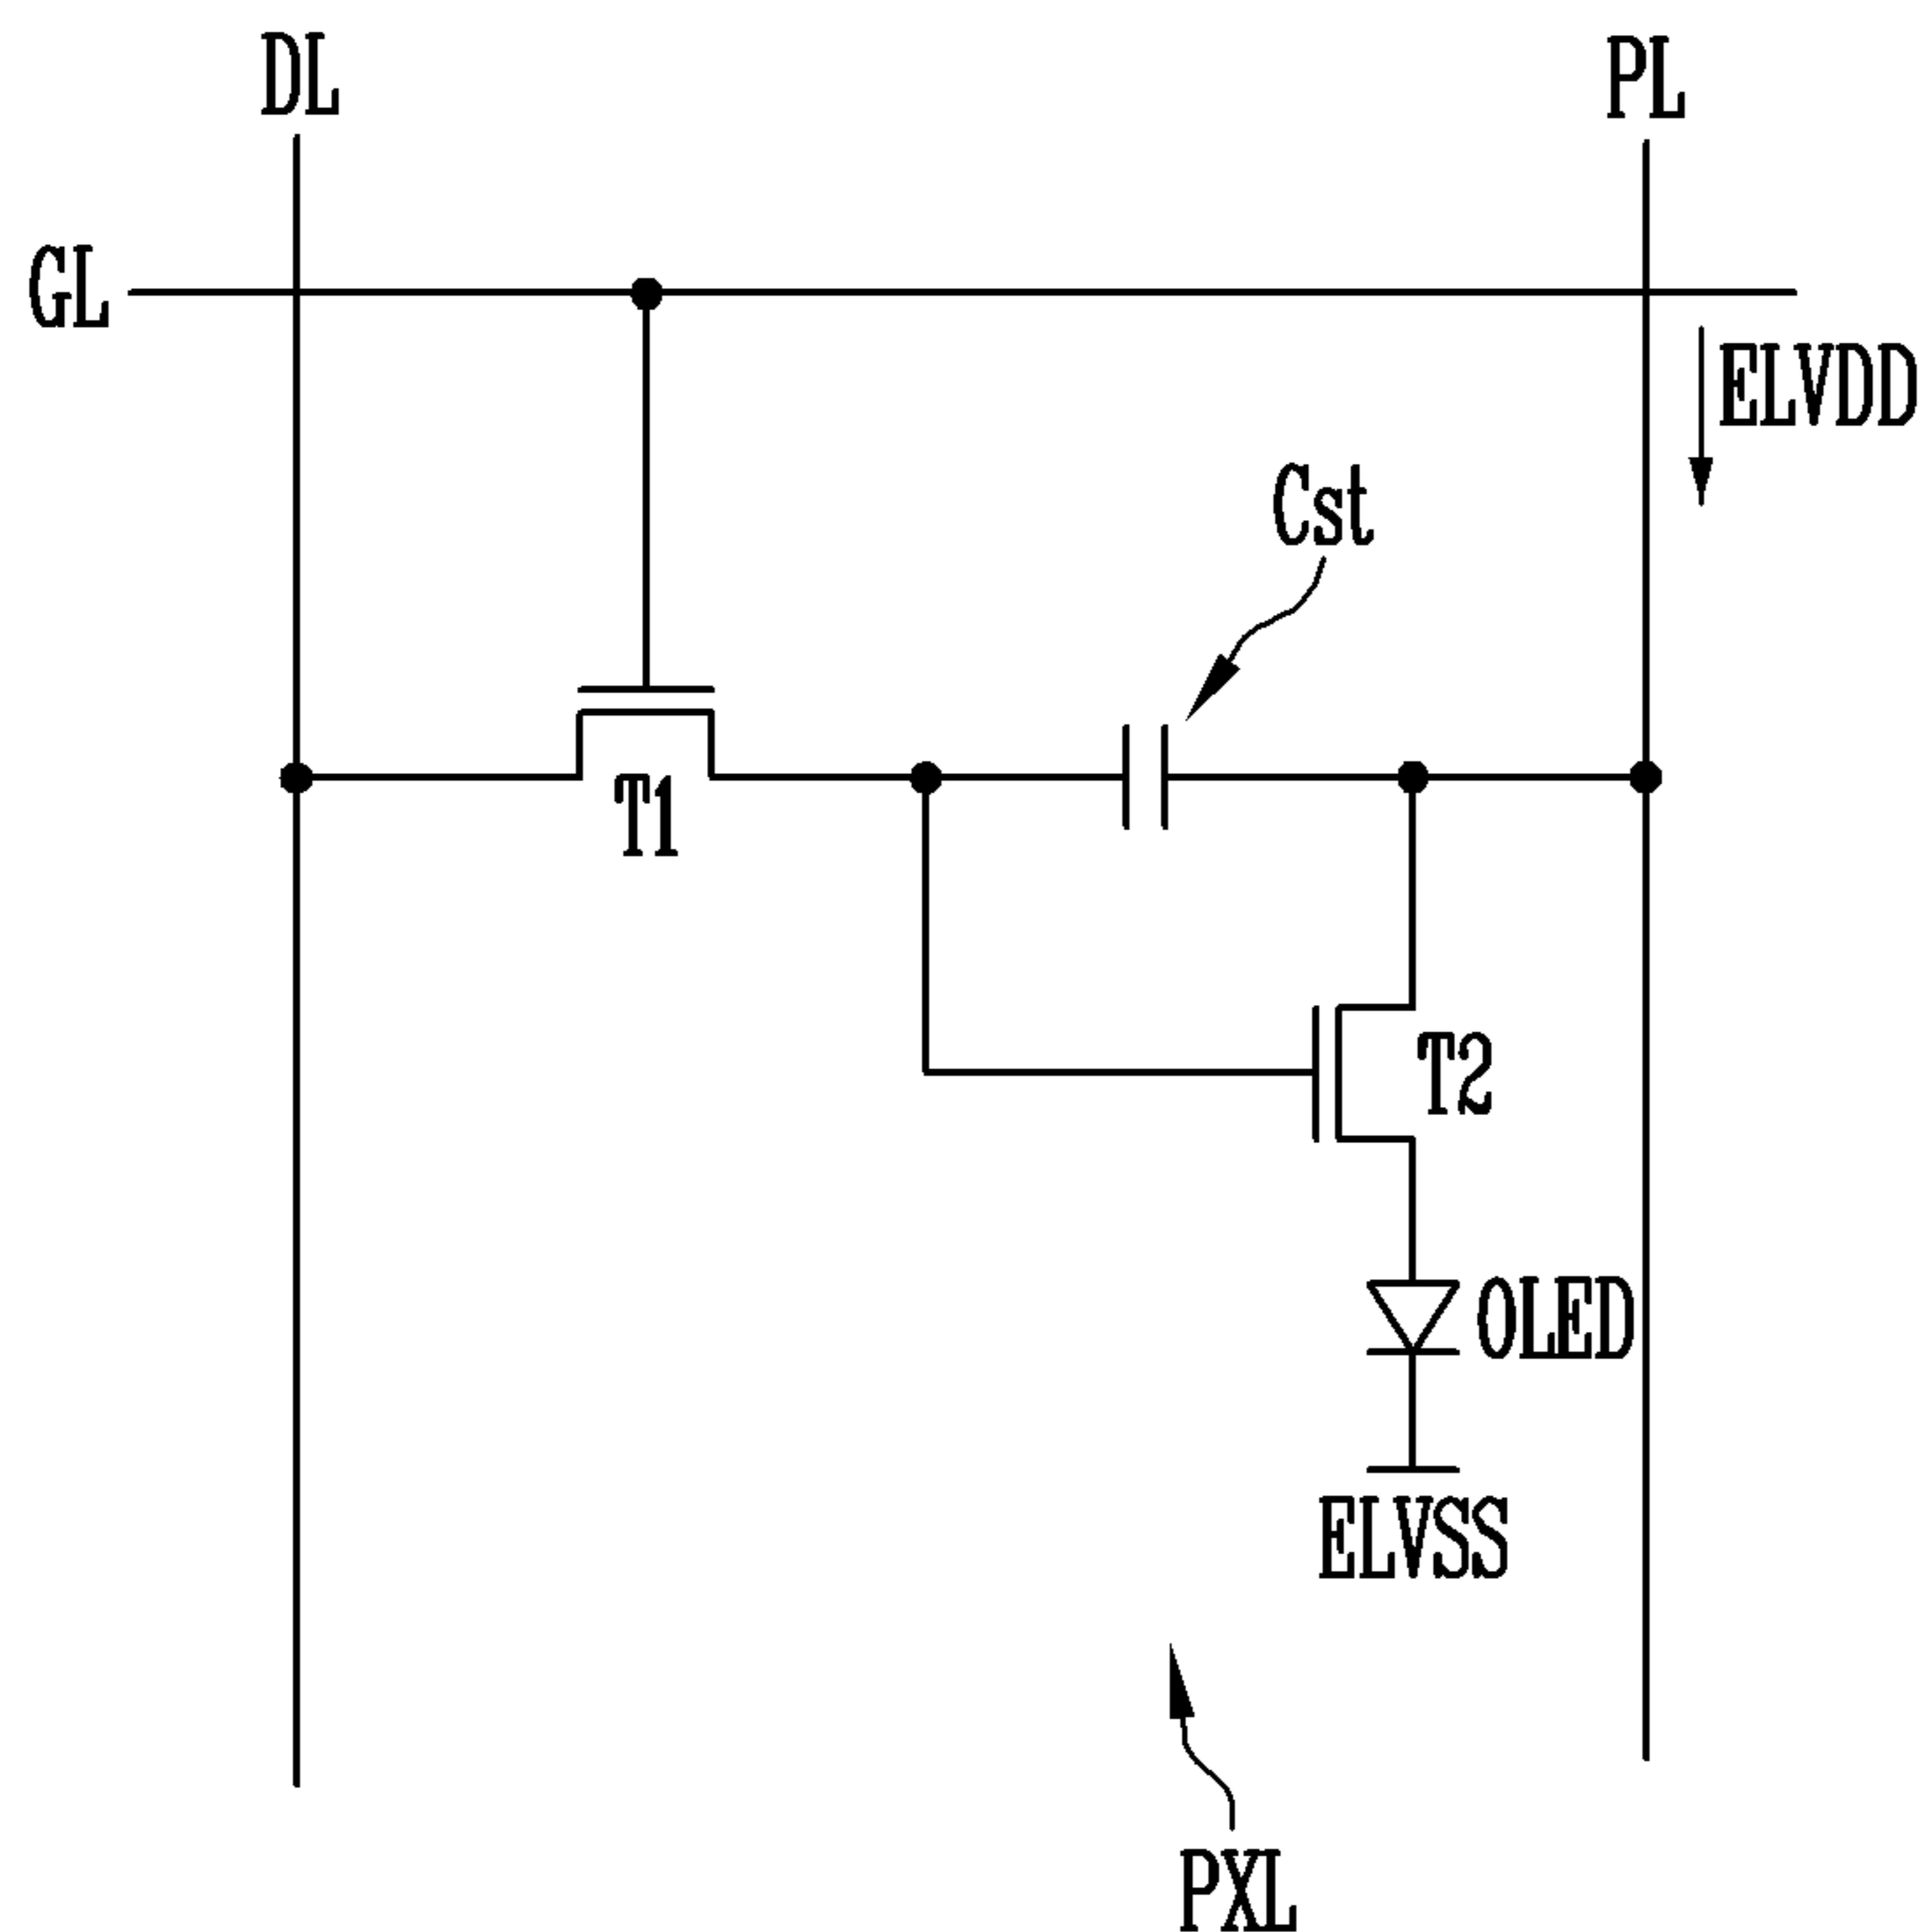 DL
PL
GL
ELVDD
Cst
T1
T2
OLED
ELVSS
PXL